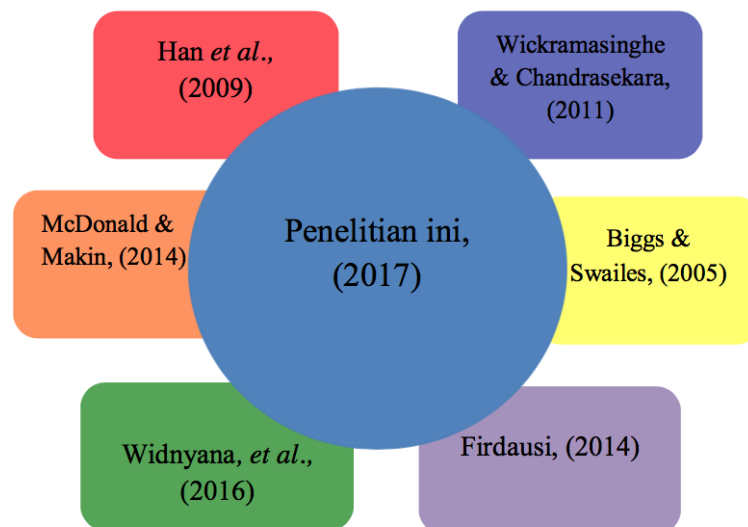 Han et al.,
(2009)
Wickramasinghe
& Chandrasekara,
(2011)
McDonald &
Makin, (2014)
Penelitian ini,
(2017)
Biggs &
Swailes, (2005)
Widnyana, et al.,
(2016)
Firdausi, (2014)